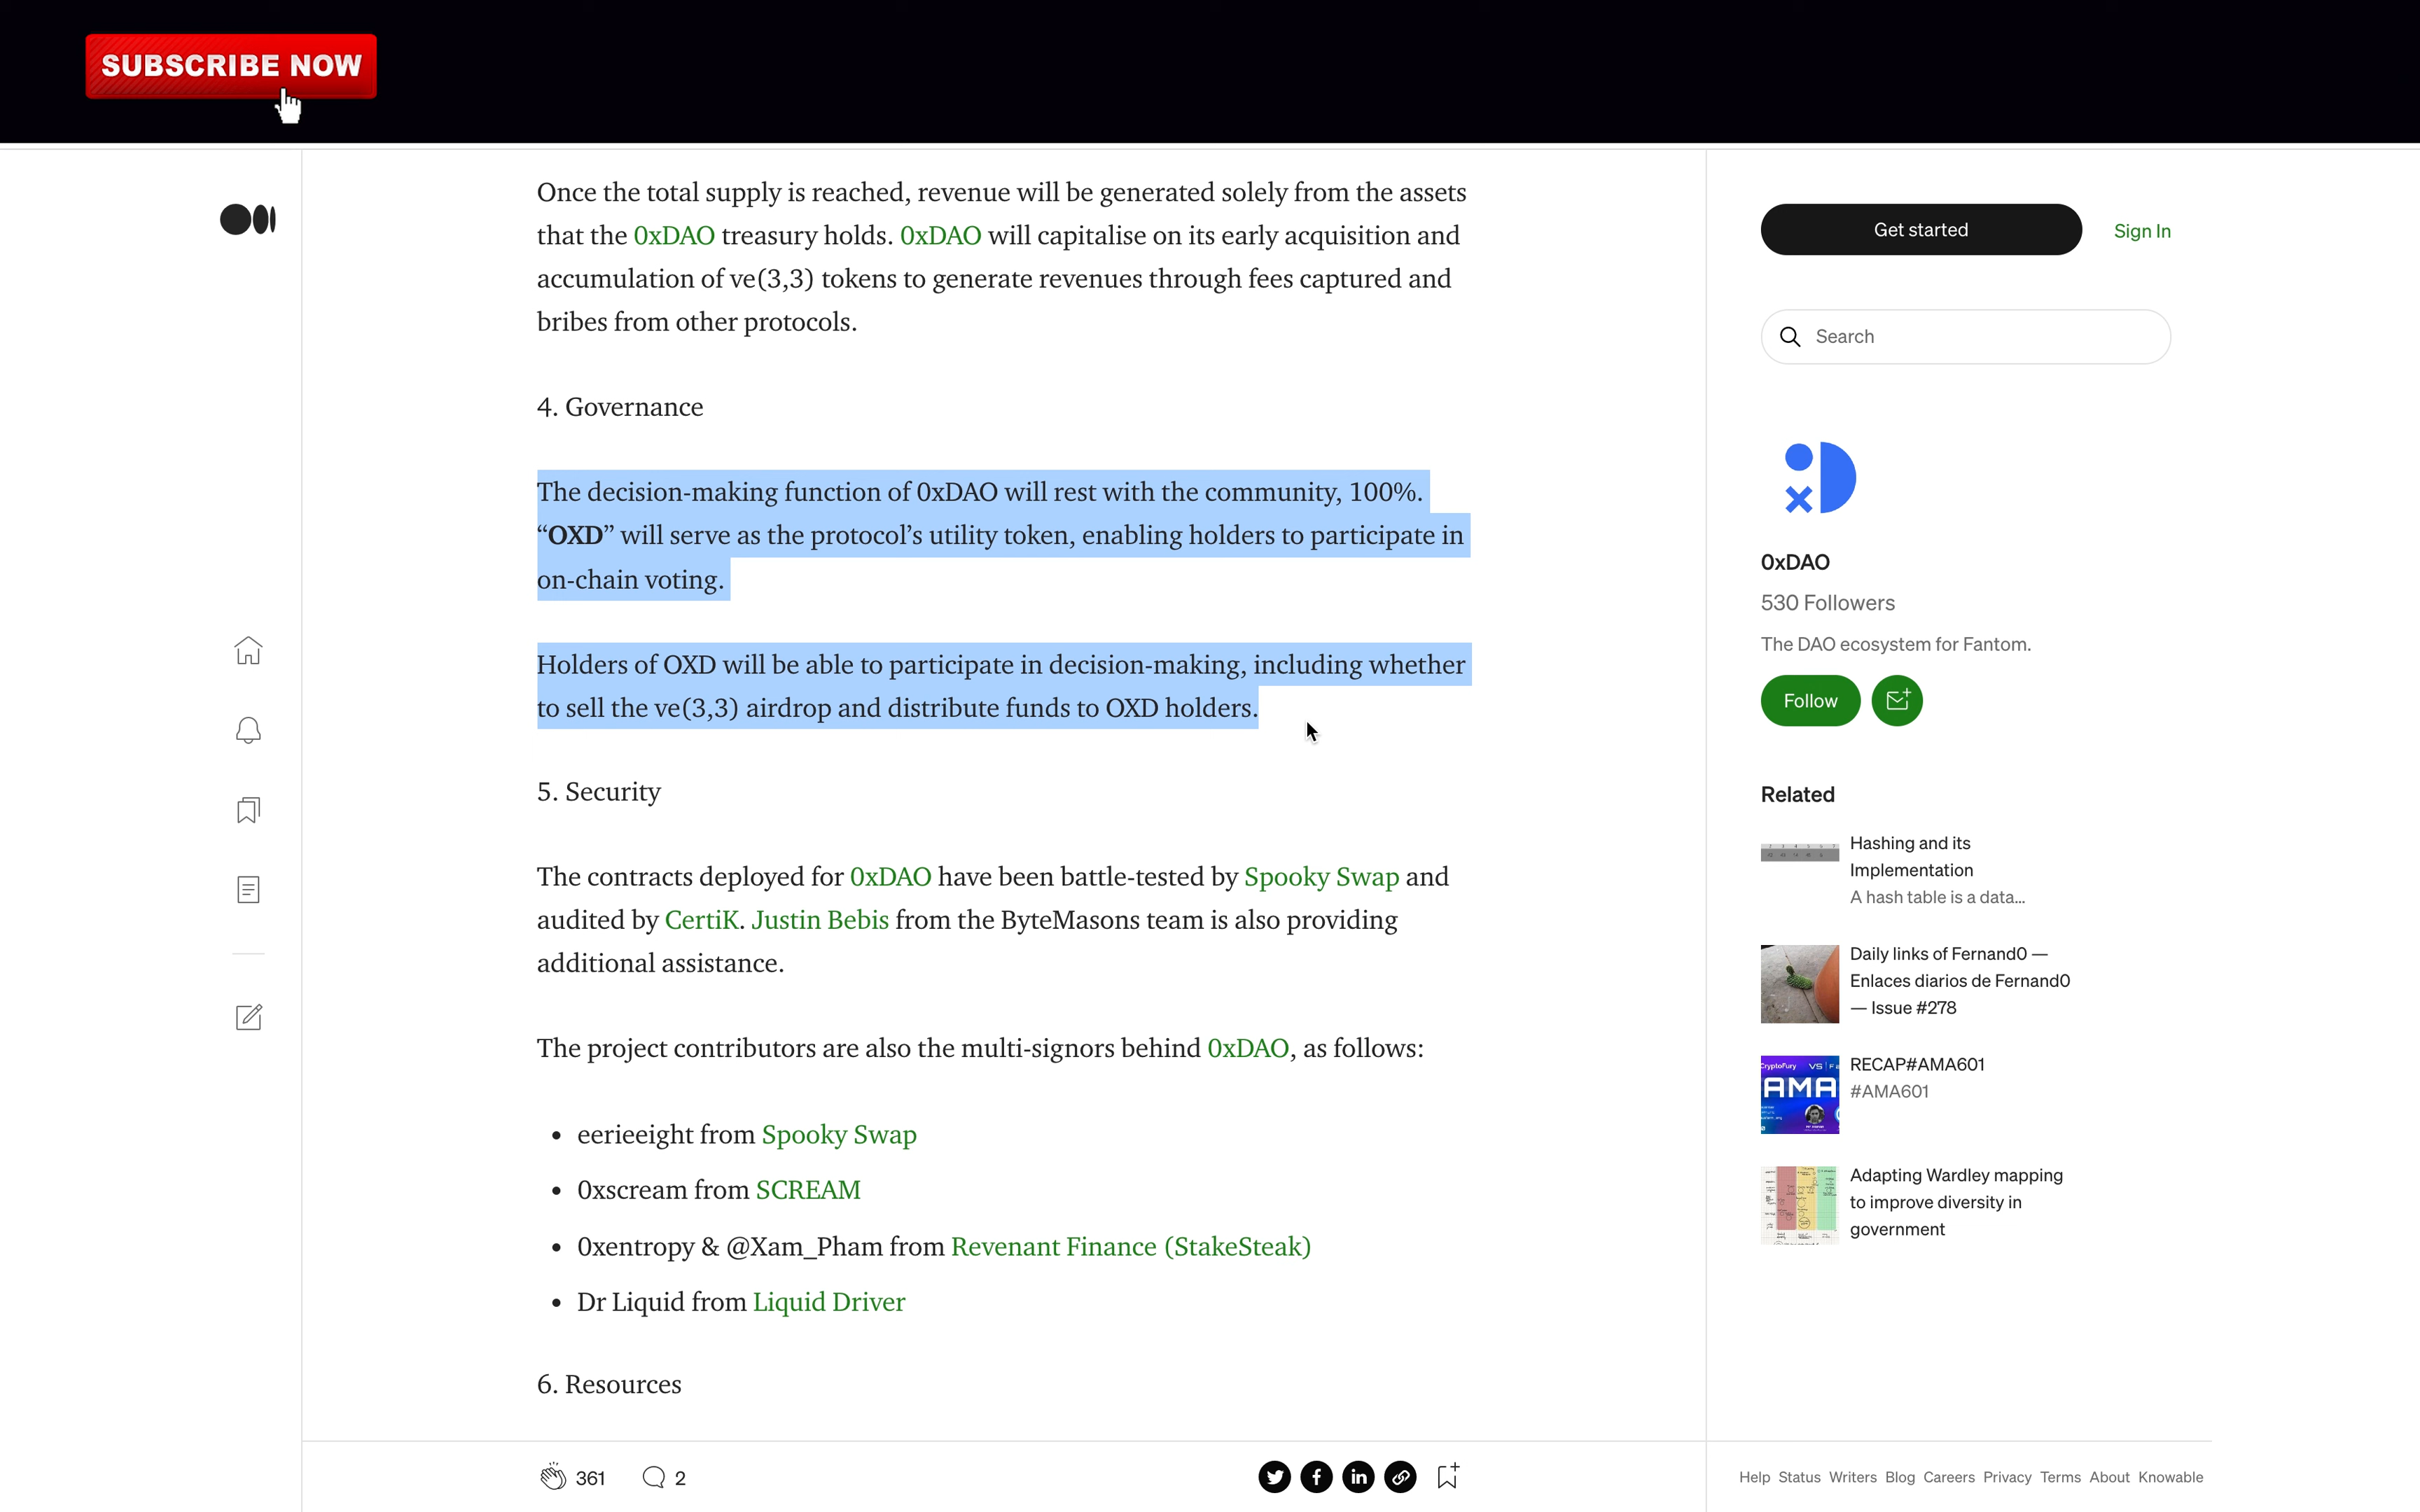 SUBSCRIBE NOW
Once the total supply is reached, revenue will be generated solely from the assets
that the 0xDAO treasury holds. 0xDAO will capitalise on its early acquisition and
accumulation of ve(3,3) tokens to generate revenues through fees captured and
bribes from other protocols.
4. Governance
The decision-making function of 0xDAO will rest with the community, 100%.
“OXD” will serve as the protocol’s utility token, enabling holders to participate in
on-chain voting.
Holders of OXD will be able to participate in decision-making, including whether
to sell the ve(3,3) airdrop and distribute funds to OXD holders.
5. Security
The contracts deployed for 0xDAO have been battle-tested by Spooky Swap and
audited by CertiK. Justin Bebis from the ByteMasons team is also providing
additional assistance.
The project contributors are also the multi-signors behind 0xDAO, as follows:
• eerieeight from Spooky Swap
• 0xscream from SCREAM
• 0xentropy & @Xam_Pham from Revenant Finance (StakeSteak)
• Dr Liquid from Liquid Driver
6. Resources
361
2
Get started
Sign In
Search
0xDAO
530 Followers
The DAO ecosystem for Fantom.
Follow
Related
Hashing and its
Implementation
A hash table is a data...
Daily links of Fernand0 —
Enlaces diarios de Fernand0
— Issue #278
CryptoFury VS
AMA
RECAP#AMA601
#AMA601
Adapting Wardley mapping
to improve diversity in
government
Help Status Writers Blog Careers Privacy Terms About Knowable